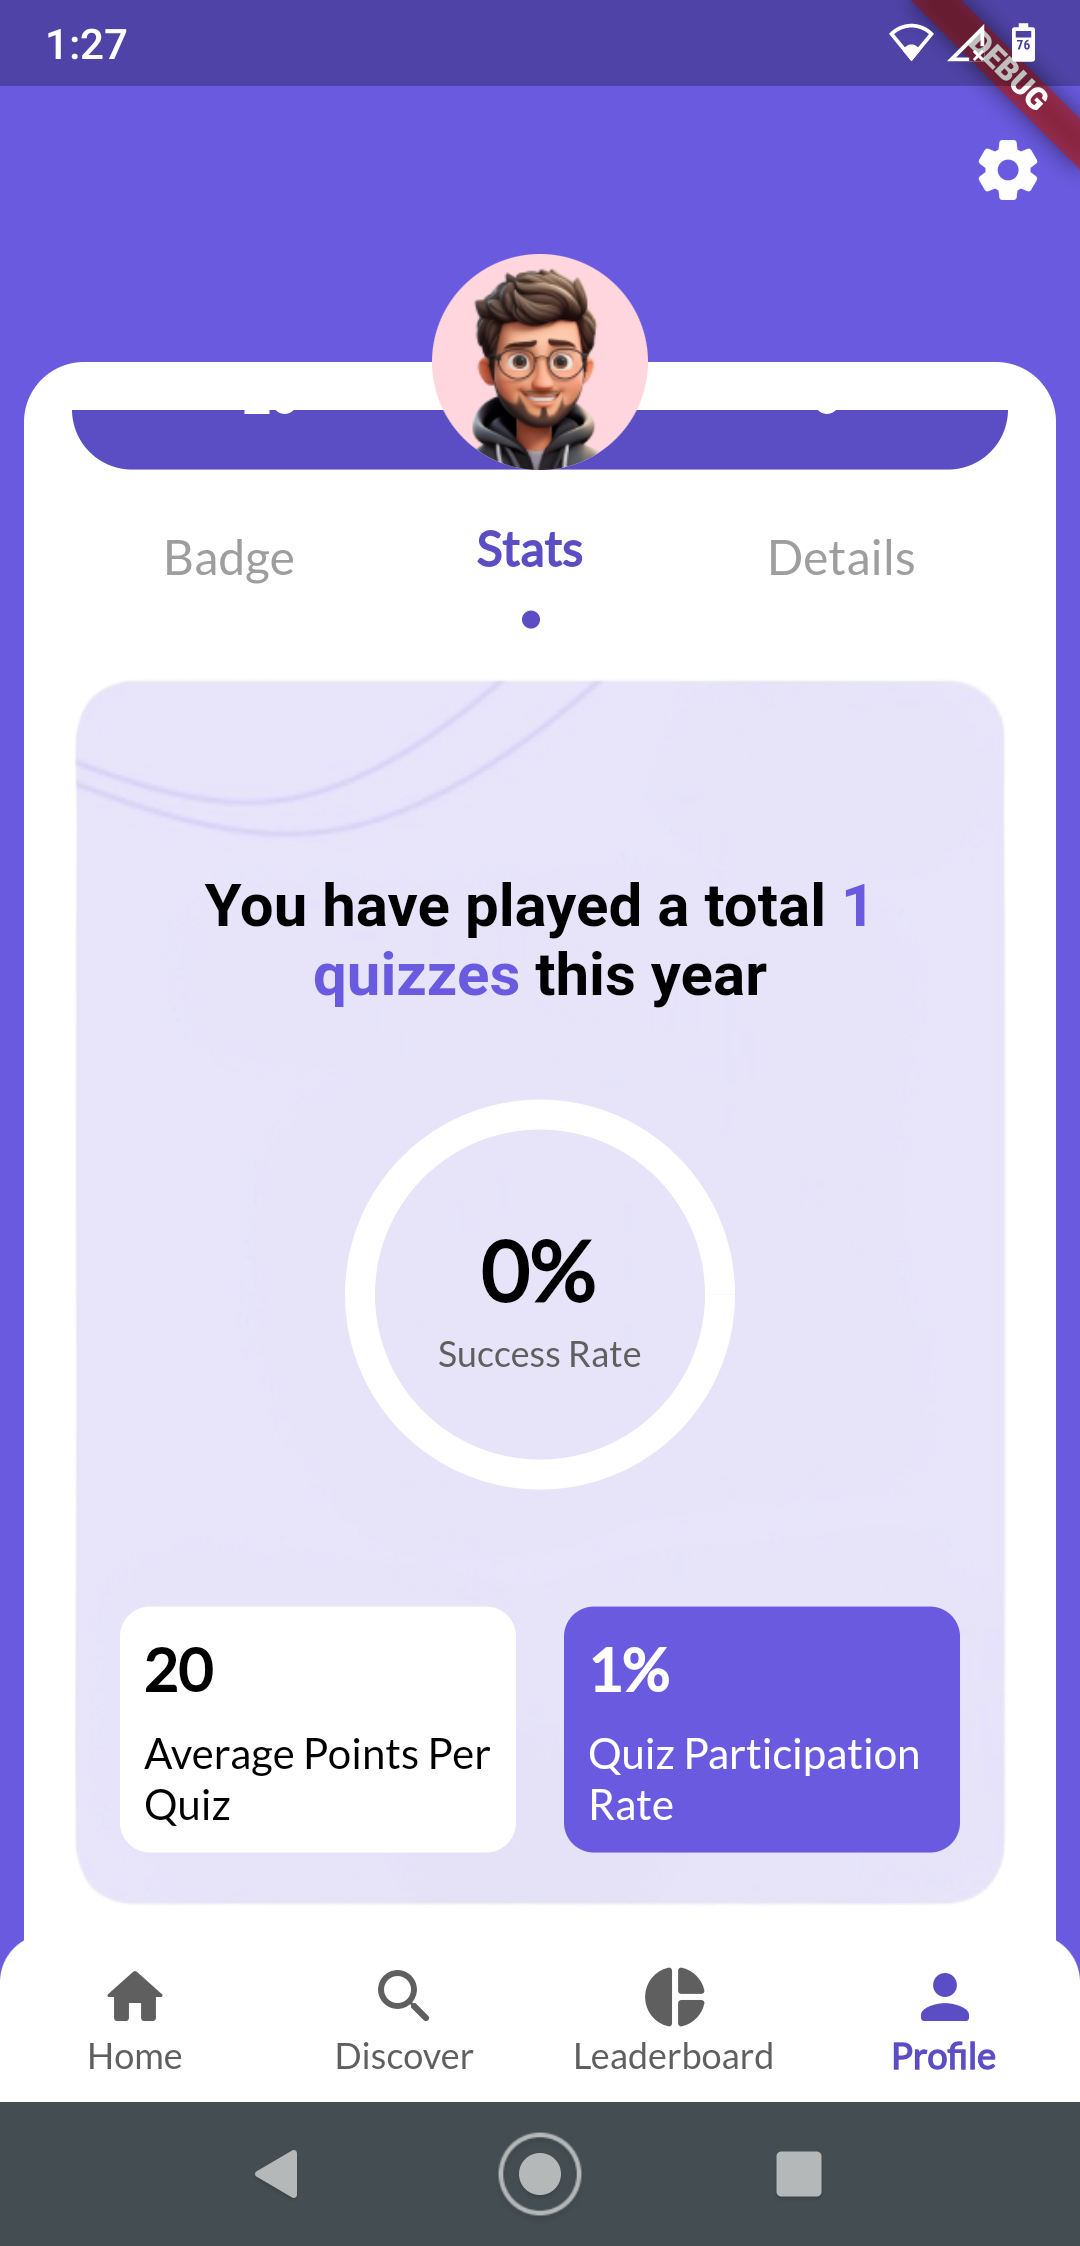 1:27
76
DEBUG
Badge
Stats
Details
You have played a total 1
quizzes this year
0%
Success Rate
20
Average Points Per
Quiz
1%
Quiz Participation
Rate
Home
Discover
Leaderboard
Profile